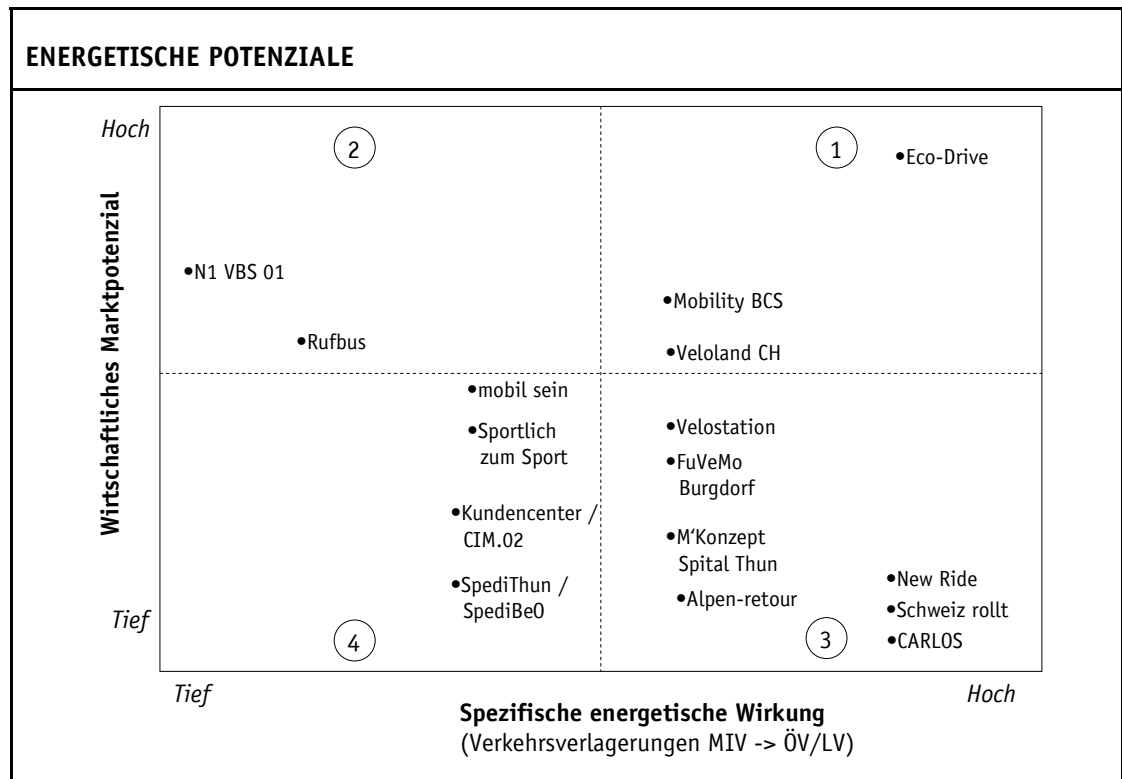 ENERGETISCHE POTENZIALE
Hoch
2
1
•Eco-Drive
Wirtschaftliches Marktpotenzial
•N1 VBS 01
•Mobility BCS
•Rufbus
•Veloland CH
•mobil sein
•Sportlich
zum Sport
•Velostation
•FuVeMo
Burgdorf
•Kundencenter /
CIM.02
•M‘Konzept
Spital Thun
•SpediThun /
SpediBeO
•Alpen-retour
•New Ride
•Schweiz rollt
•CARLOS
Tief
4
3
Tief
Hoch
Spezifische energetische Wirkung
(Verkehrsverlagerungen MIV -> ÖV/LV)